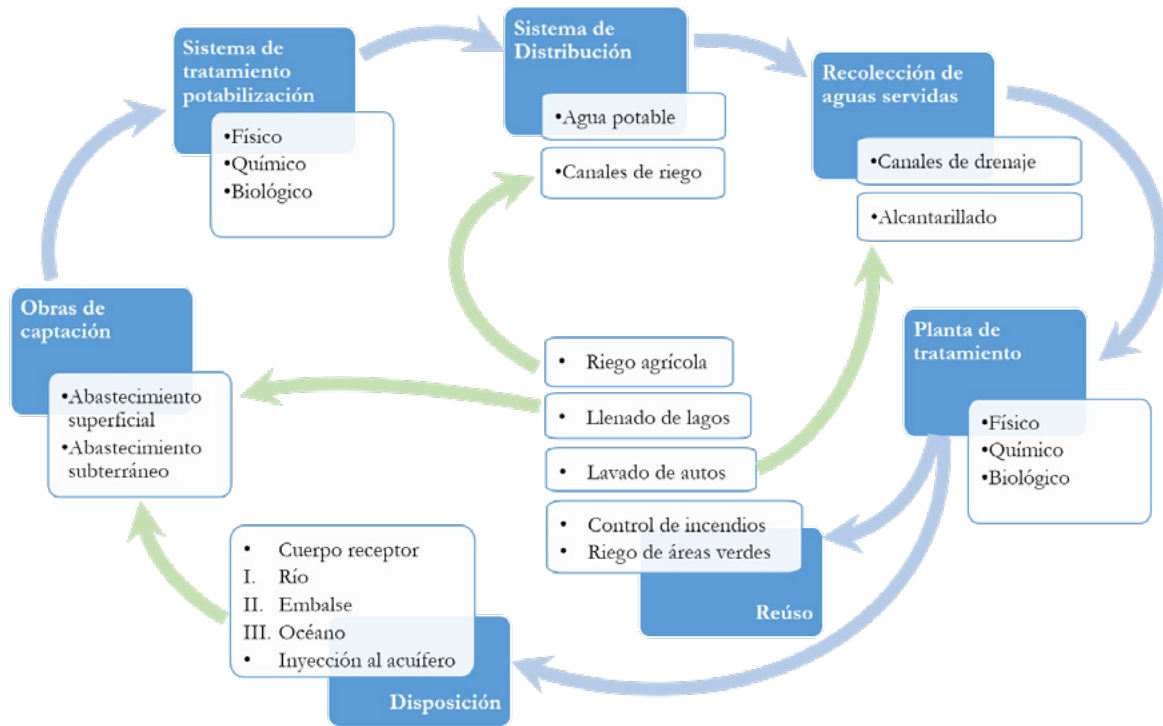 Sistema de
tratamiento
potabilización
•Físico
•Químico
•Biológico
Sistema de
Distribución
•Agua potable
•Canales de riego
Recolección de
aguas servidas
•Canales de drenaje
•Alcantarillado
Obras de
captación
•Abastecimiento
superficial
•Abastecimiento
subterráneo
• Riego agrícola
• Llenado de lagos
• Lavado de autos
• Control de incendios
• Riego de áreas verdes
Reúso
Planta de
tratamiento
•Físico
•Químico
•Biológico
• Cuerpo receptor
I. Río
II. Embalse
III. Océano
• Inyección al acuífero
Disposición